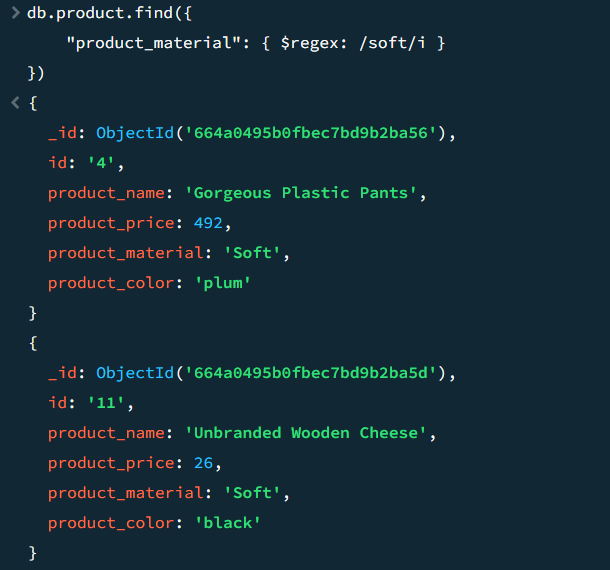 > db.product.find({
"product_material": { $regex: /soft/i }
})
< {
_id: ObjectId('664a0495b0fbec7bd9b2ba56'),
id: '4',
product_name: 'Gorgeous Plastic Pants',
product_price: 492,
product_material: 'Soft',
product_color: 'plum'
}
{
_id: ObjectId('664a0495b0fbec7bd9b2ba5d'),
id: '11',
product_name: 'Unbranded Wooden Cheese',
product_price: 26,
product_material: 'Soft',
product_color: 'black'
}